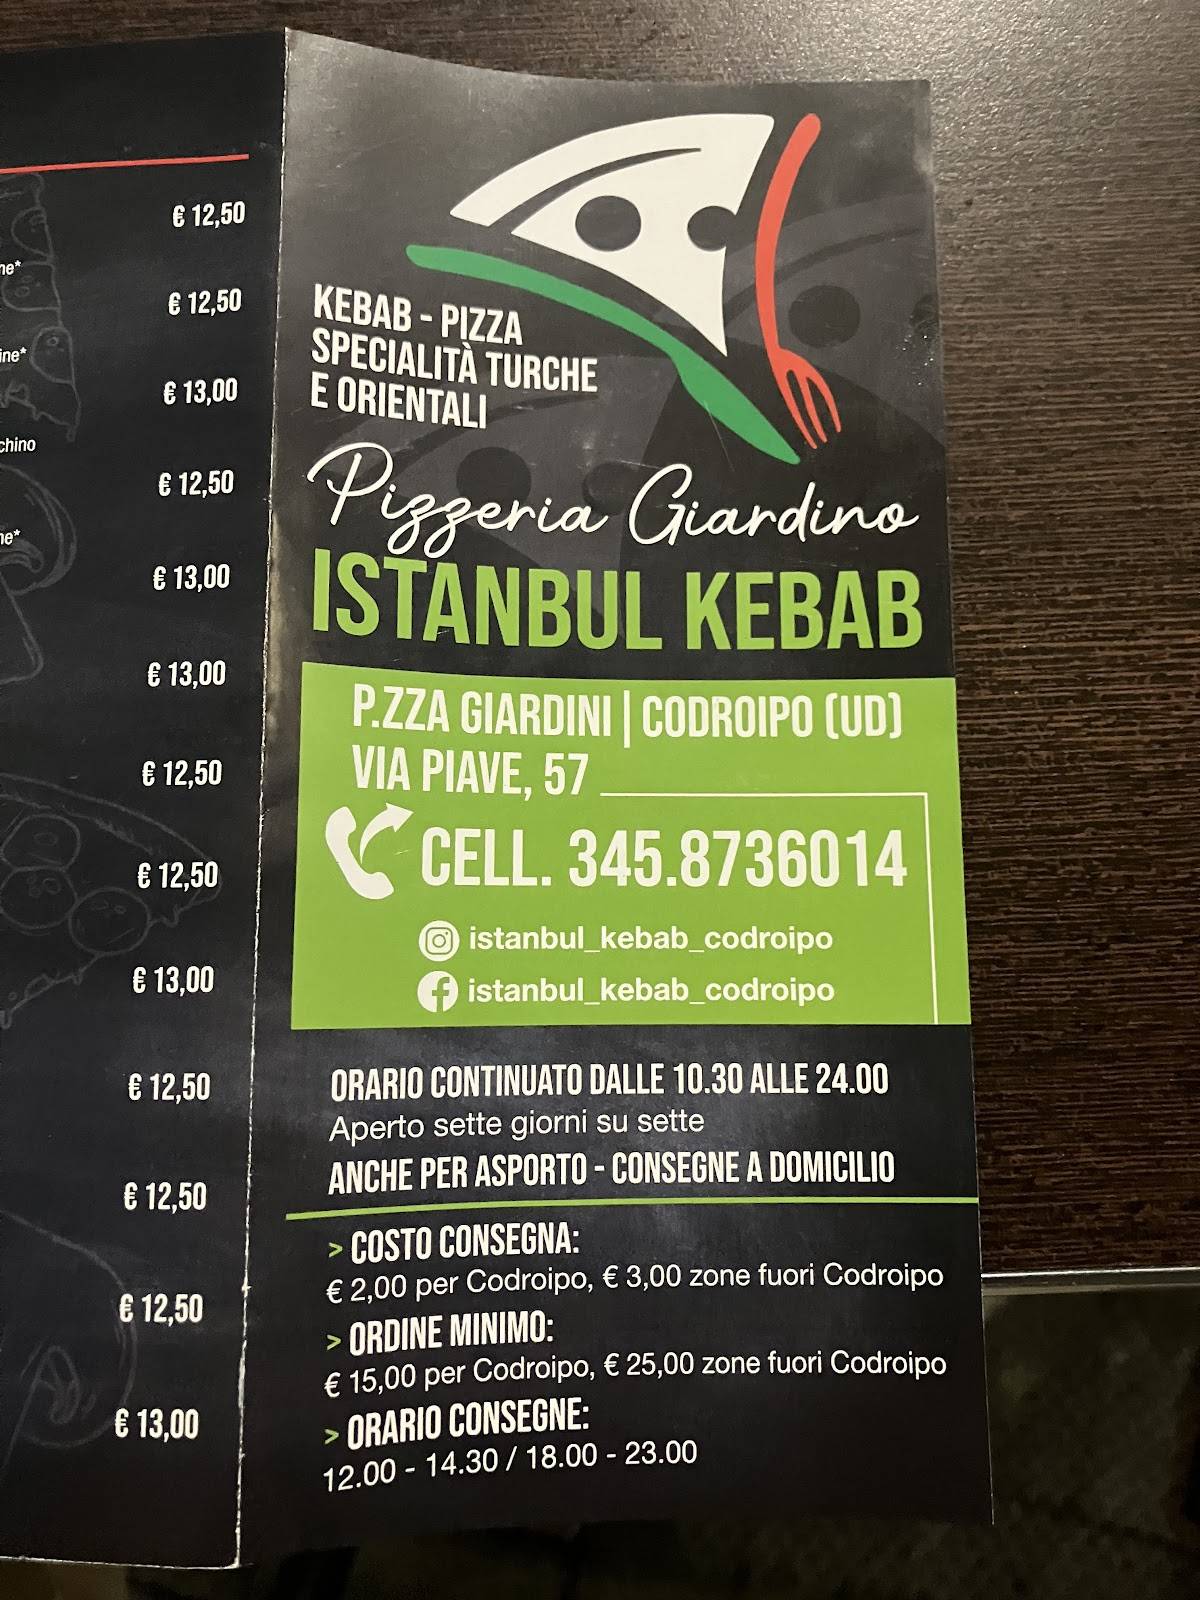 € 12,50
ne*
€ 12,50
ine*
€ 13,00
chino
€ 12,50
ne*
€ 13,00
€ 13,00
€ 12,50
€ 12,50
€ 13,00
€ 12,50
€ 12,50
€ 12,50
€ 13,00
KEBAB - PIZZA
SPECIALITÀ TURCHE
E ORIENTALI
Pizzeria Giardino
ISTANBUL KEBAB
P.ZZA GIARDINI | CODROIPO (UD)
VIA PIAVE, 57
CELL. 345.8736014
istanbul_kebab_codroipo
istanbul_kebab_codroipo
ORARIO CONTINUATO DALLE 10.30 ALLE 24.00
Aperto sette giorni su sette
ANCHE PER ASPORTO - CONSEGNE A DOMICILIO
> COSTO CONSEGNA:
€ 2,00 per Codroipo, € 3,00 zone fuori Codroipo
> ORDINE MINIMO:
€ 15,00 per Codroipo, € 25,00 zone fuori Codroipo
> ORARIO CONSEGNE:
12.00 - 14.30 / 18.00 - 23.00